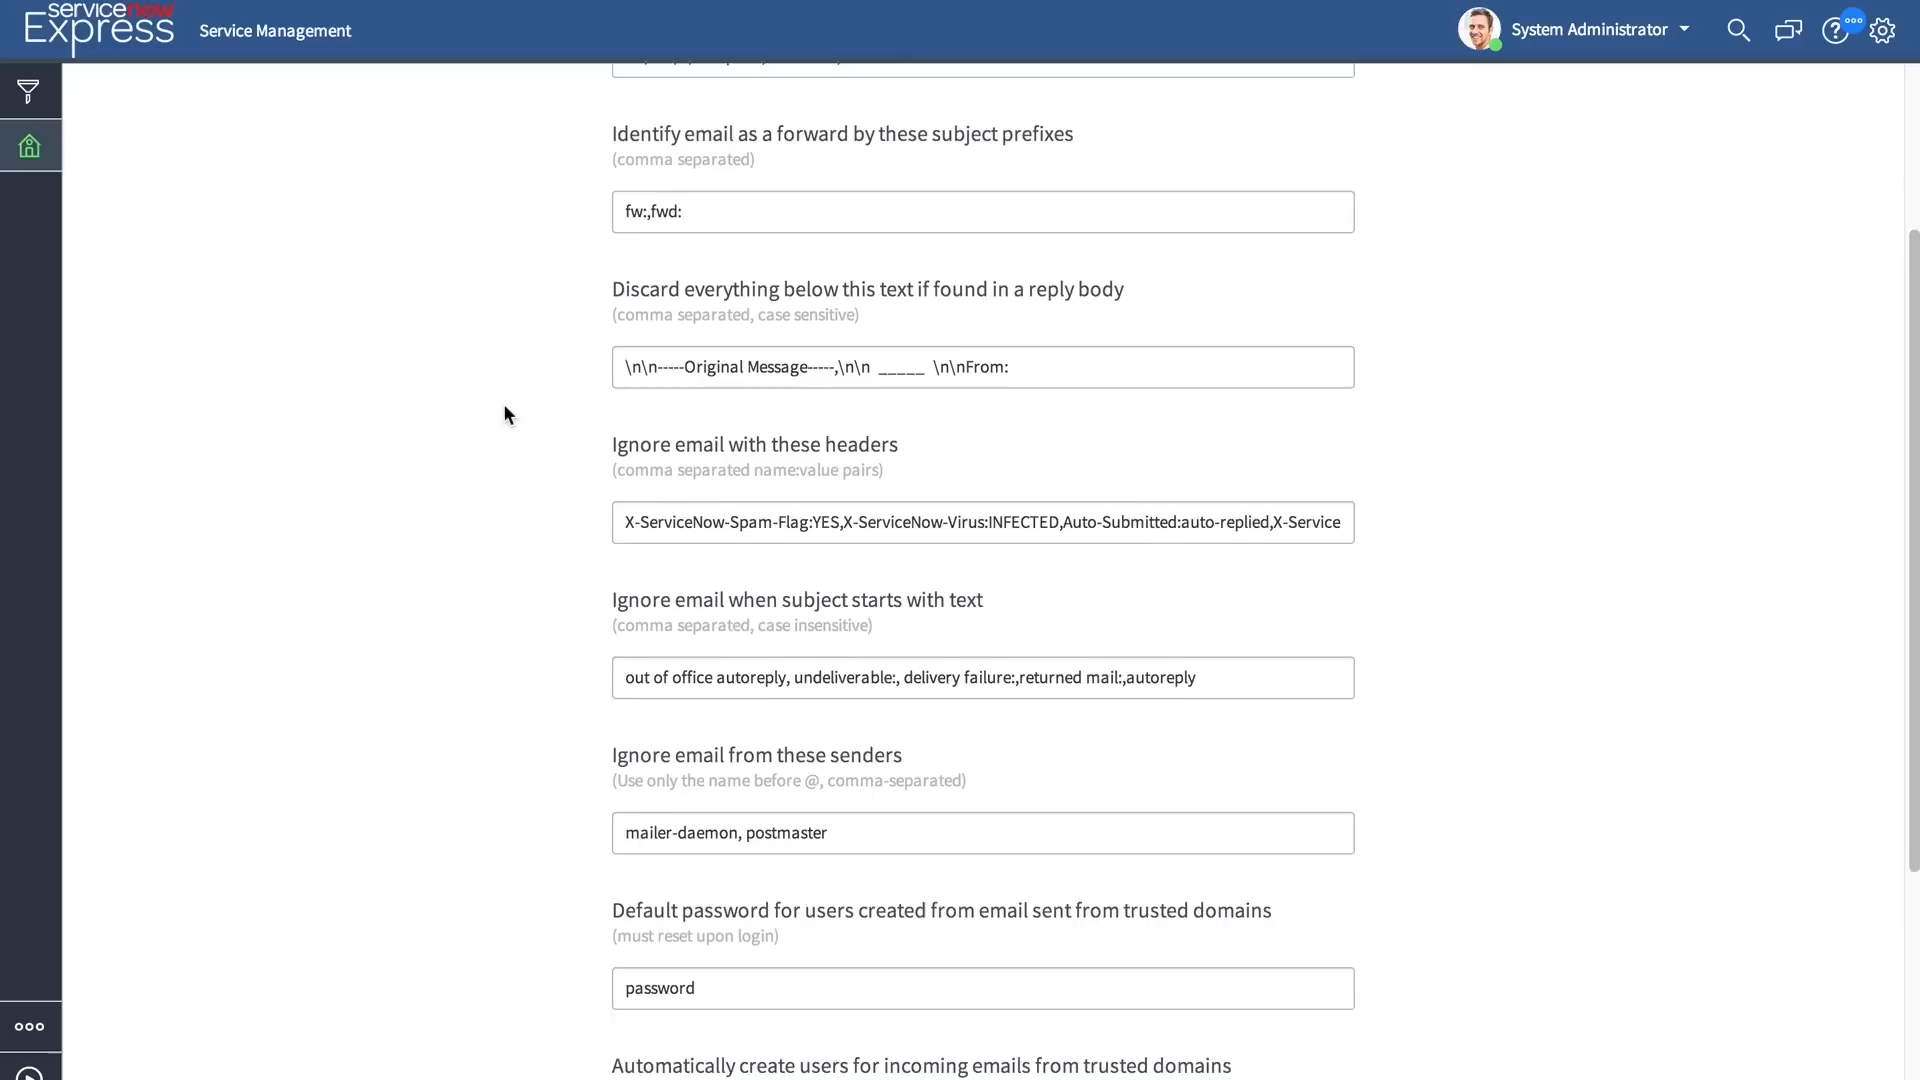 servicenow
Express
Service Management
System Administrator
Identify email as a forward by these subject prefixes
(comma separated)
fw:,fwd:
Discard everything below this text if found in a reply body
(comma separated, case sensitive)
\n\n-----Original Message-----,\n\n  _____  \n\nFrom:
Ignore email with these headers
(comma separated name:value pairs)
X-ServiceNow-Spam-Flag:YES,X-ServiceNow-Virus:INFECTED,Auto-Submitted:auto-replied,X-Service
Ignore email when subject starts with text
(comma separated, case insensitive)
out of office autoreply, undeliverable:, delivery failure:,returned mail:,autoreply
Ignore email from these senders
(Use only the name before @, comma-separated)
mailer-daemon, postmaster
Default password for users created from email sent from trusted domains
(must reset upon login)
password
Automatically create users for incoming emails from trusted domains